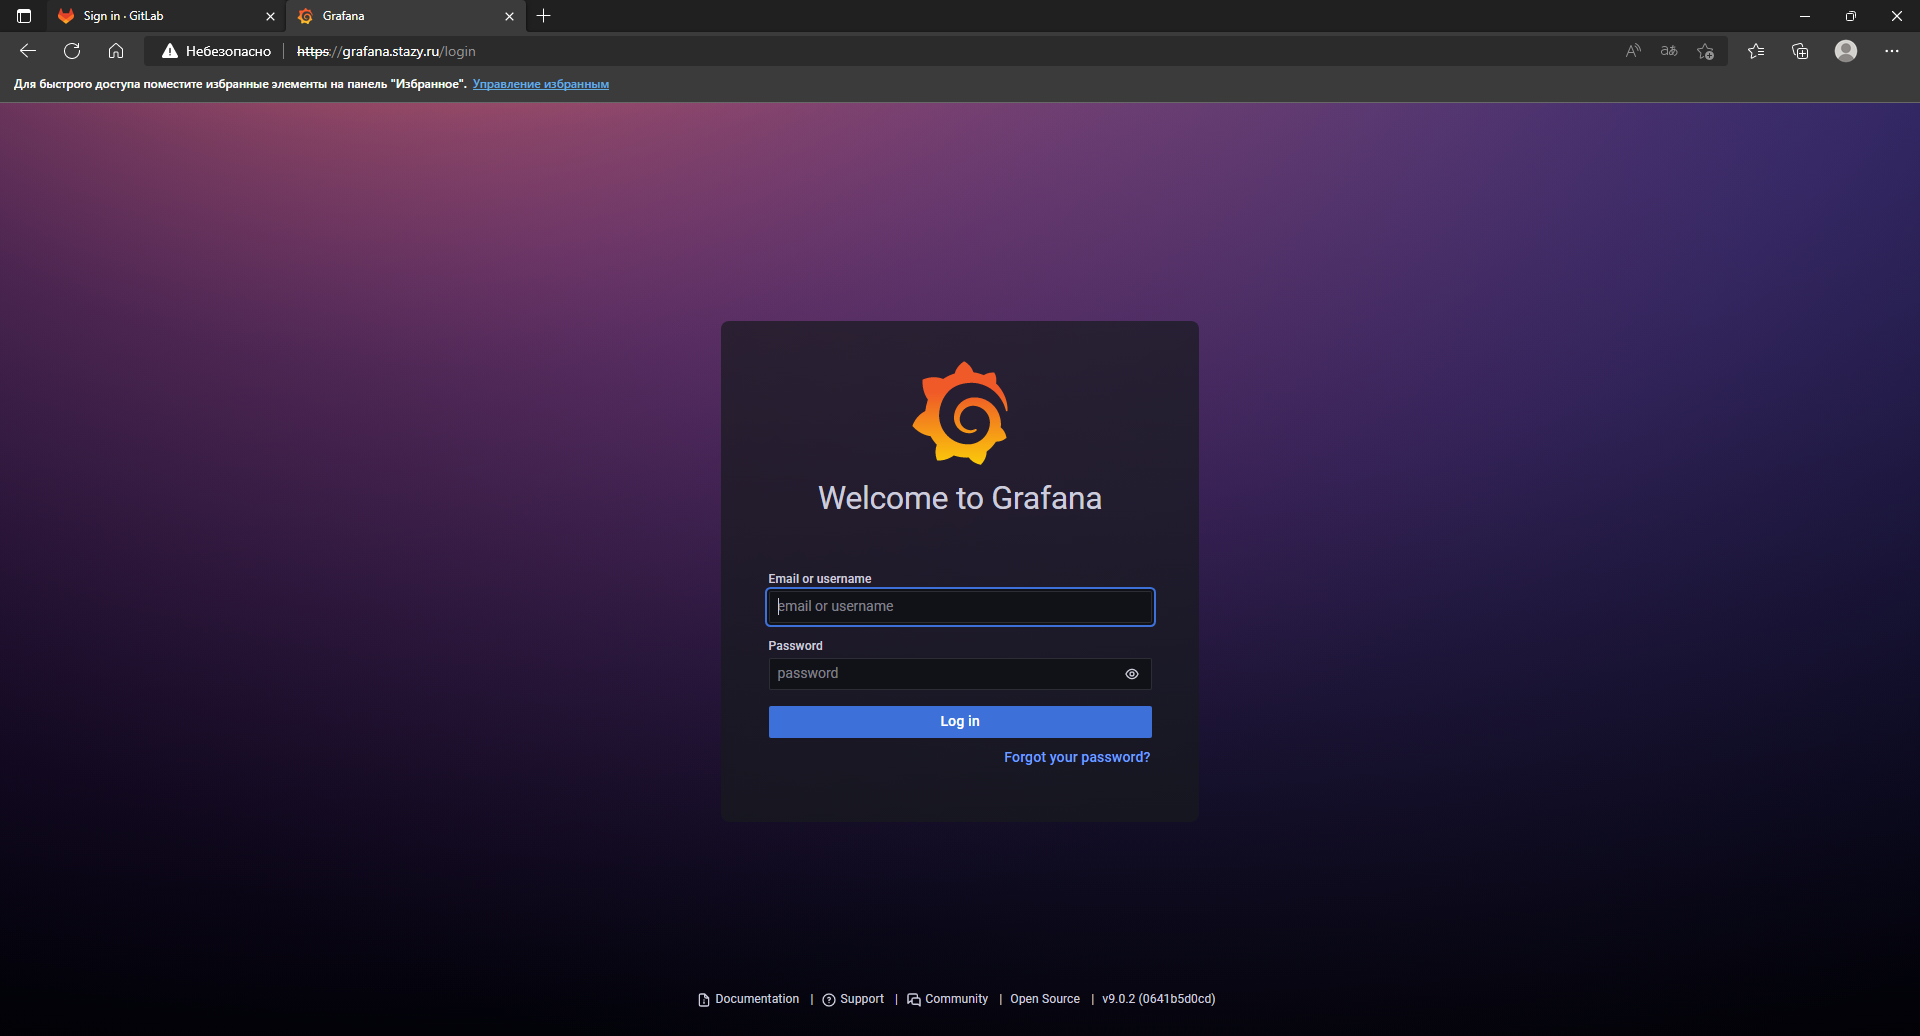 Sign in · GitLab
Grafana
Небезопасно
https://grafana.stazy.ru/login
Для быстрого доступа поместите избранные элементы на панель "Избранное". Управление избранным
Welcome to Grafana
Email or username
email or username
Password
password
Log in
Forgot your password?
Documentation | Support | Community | Open Source | v9.0.2 (0641b5d0cd)